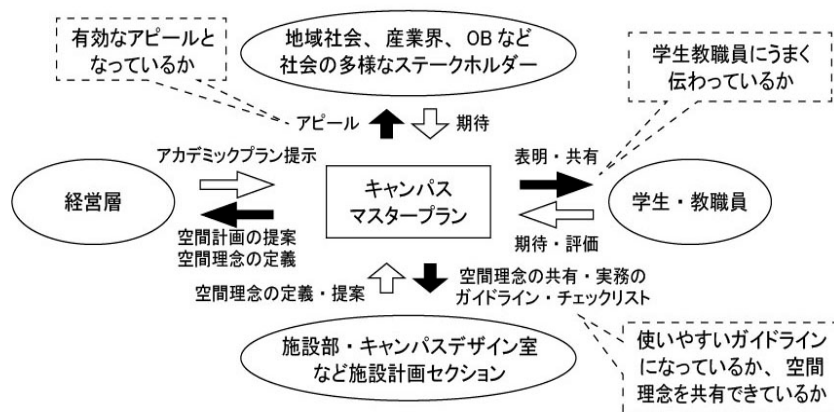 有効なアピールと
なっているか
地域社会、産業界、OBなど
社会の多様なステークホルダー
学生教職員にうまく
伝わっているか
アピール
期待
アカデミックプラン提示
表明・共有
経営層
キャンパス
マスタープラン
学生・教職員
空間計画の提案
空間理念の定義
期待・評価
空間理念の定義・提案
空間理念の共有・実務の
ガイドライン・チェックリスト
施設部・キャンパスデザイン室
など施設計画セクション
使いやすいガイドライン
になっているか、空間
理念を共有できているか